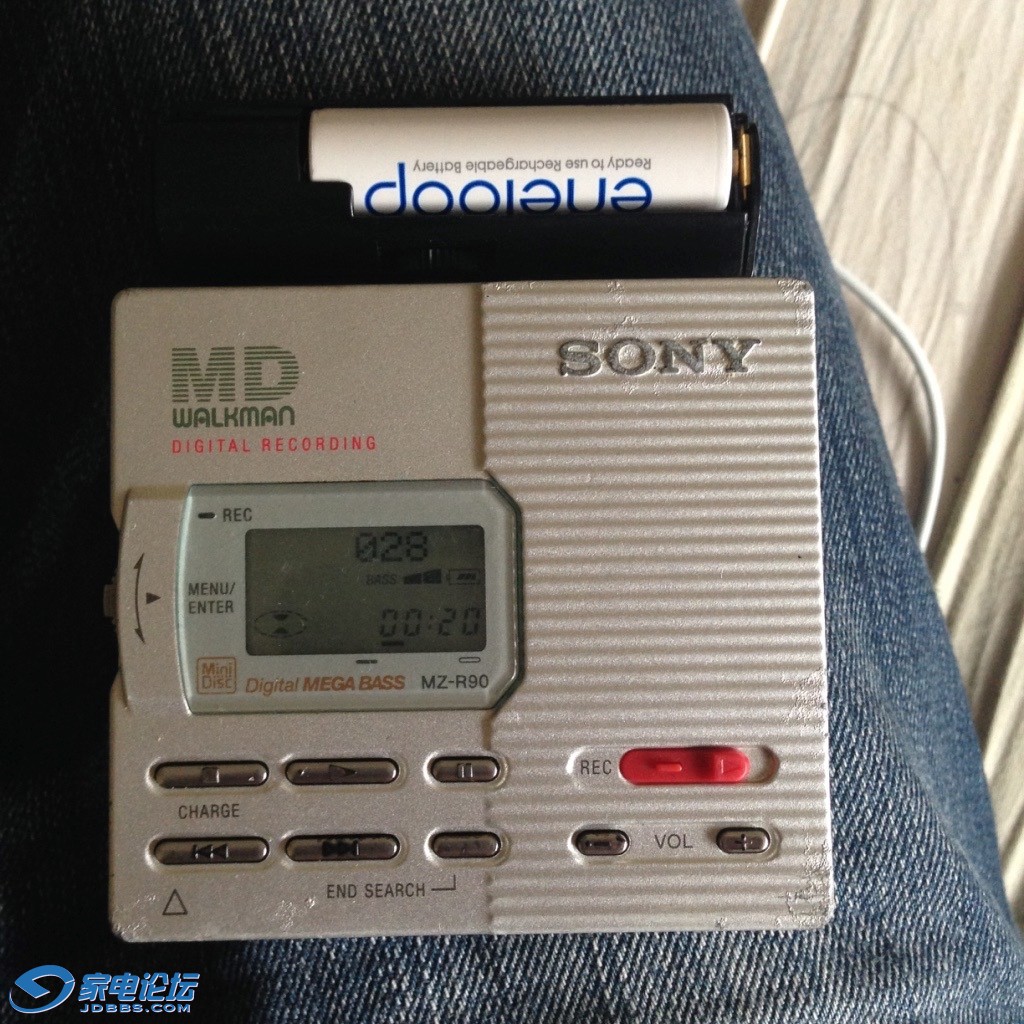 Ready to use Rechargeable Battery
eneloop
MD
WALKMAN
DIGITAL RECORDING
SONY
REC
028
BASS
MENU/
ENTER
00:20
Mini
Disc
Digital MEGA BASS MZ-R90
REC
CHARGE
VOL
END SEARCH
家电论坛
JDBBS.COM